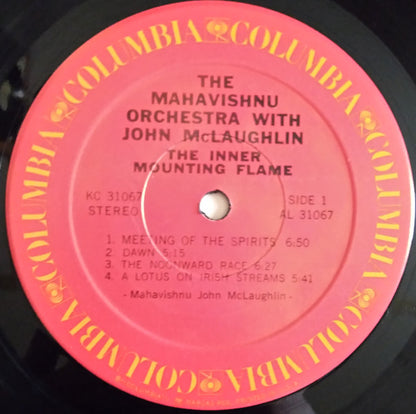 COLUMBIA COLUMBIA COLUMBIA COLUMBIA COLUMBIA COLUMBIA
THE
MAHAVISHNU
ORCHESTRA WITH
JOHN McLAUGHLIN
THE INNER
MOUNTING FLAME
KC 31067
STEREO
SIDE 1
AL 31067
1. MEETING OF THE SPIRITS 6:50
2. DAWN 5:15
3. THE NOONWARD RACE 6:27
4. A LOTUS ON IRISH STREAMS 5:41
- Mahavishnu John McLaughlin -